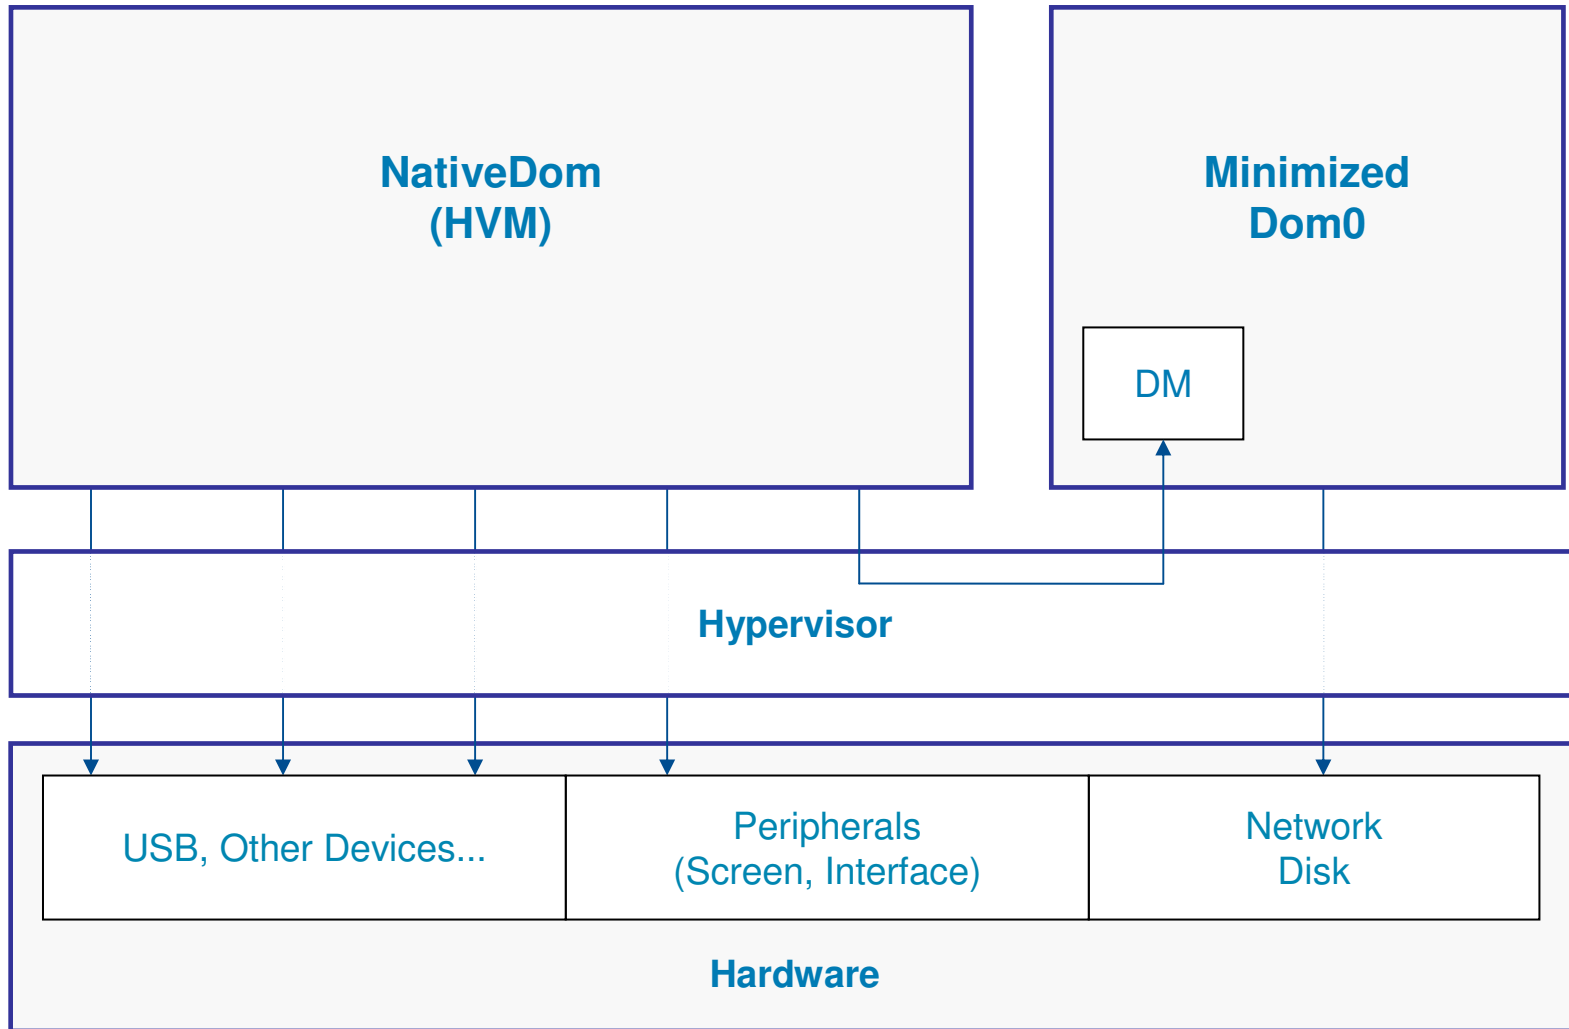 NativeDom
(HVM)
Minimized
Dom0
DM
Hypervisor
USB, Other Devices...
Peripherals
(Screen, Interface)
Network
Disk
Hardware